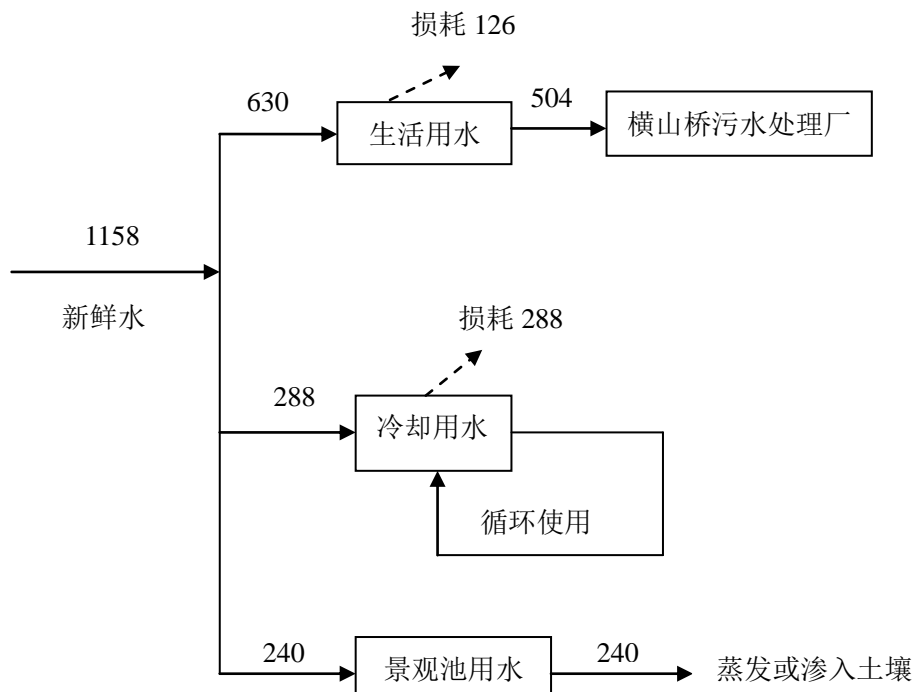 损耗 126
630
504
生活用水
横山桥污水处理厂
1158
新鲜水
损耗 288
288
冷却用水
循环使用
240
景观池用水
240
蒸发或渗入土壤